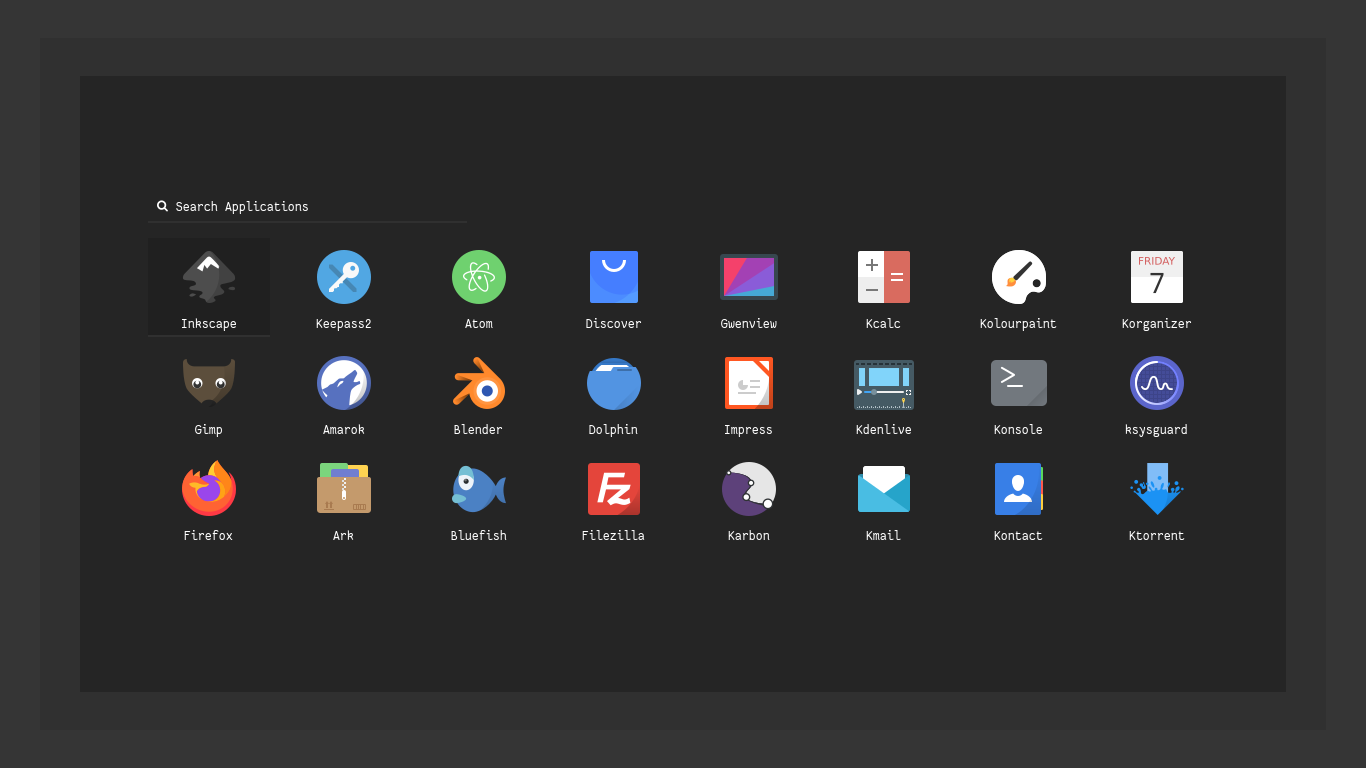 Search Applications
Inkscape Keepass2 Atom Discover Gwenview Kcalc Kolourpaint FRIDAY 7 Korganizer
Gimp Amarok Blender Dolphin Impress Kdenlive Konsole ksysguard
Firefox Ark Bluefish Filezilla Karbon Kmail Kontact Ktorrent